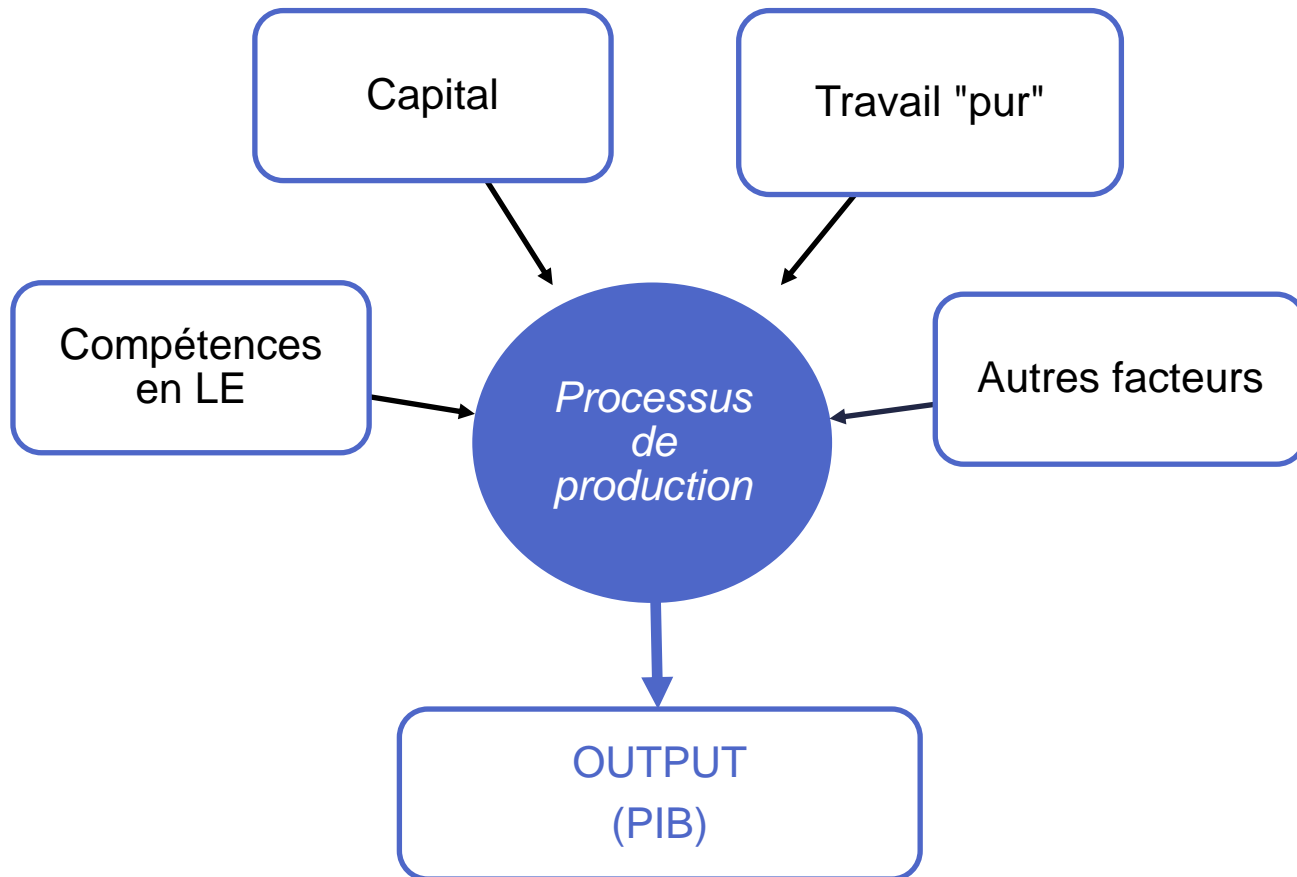 Capital
Travail "pur"
Compétences
en LE
Processus
de
production
Autres facteurs
OUTPUT
(PIB)